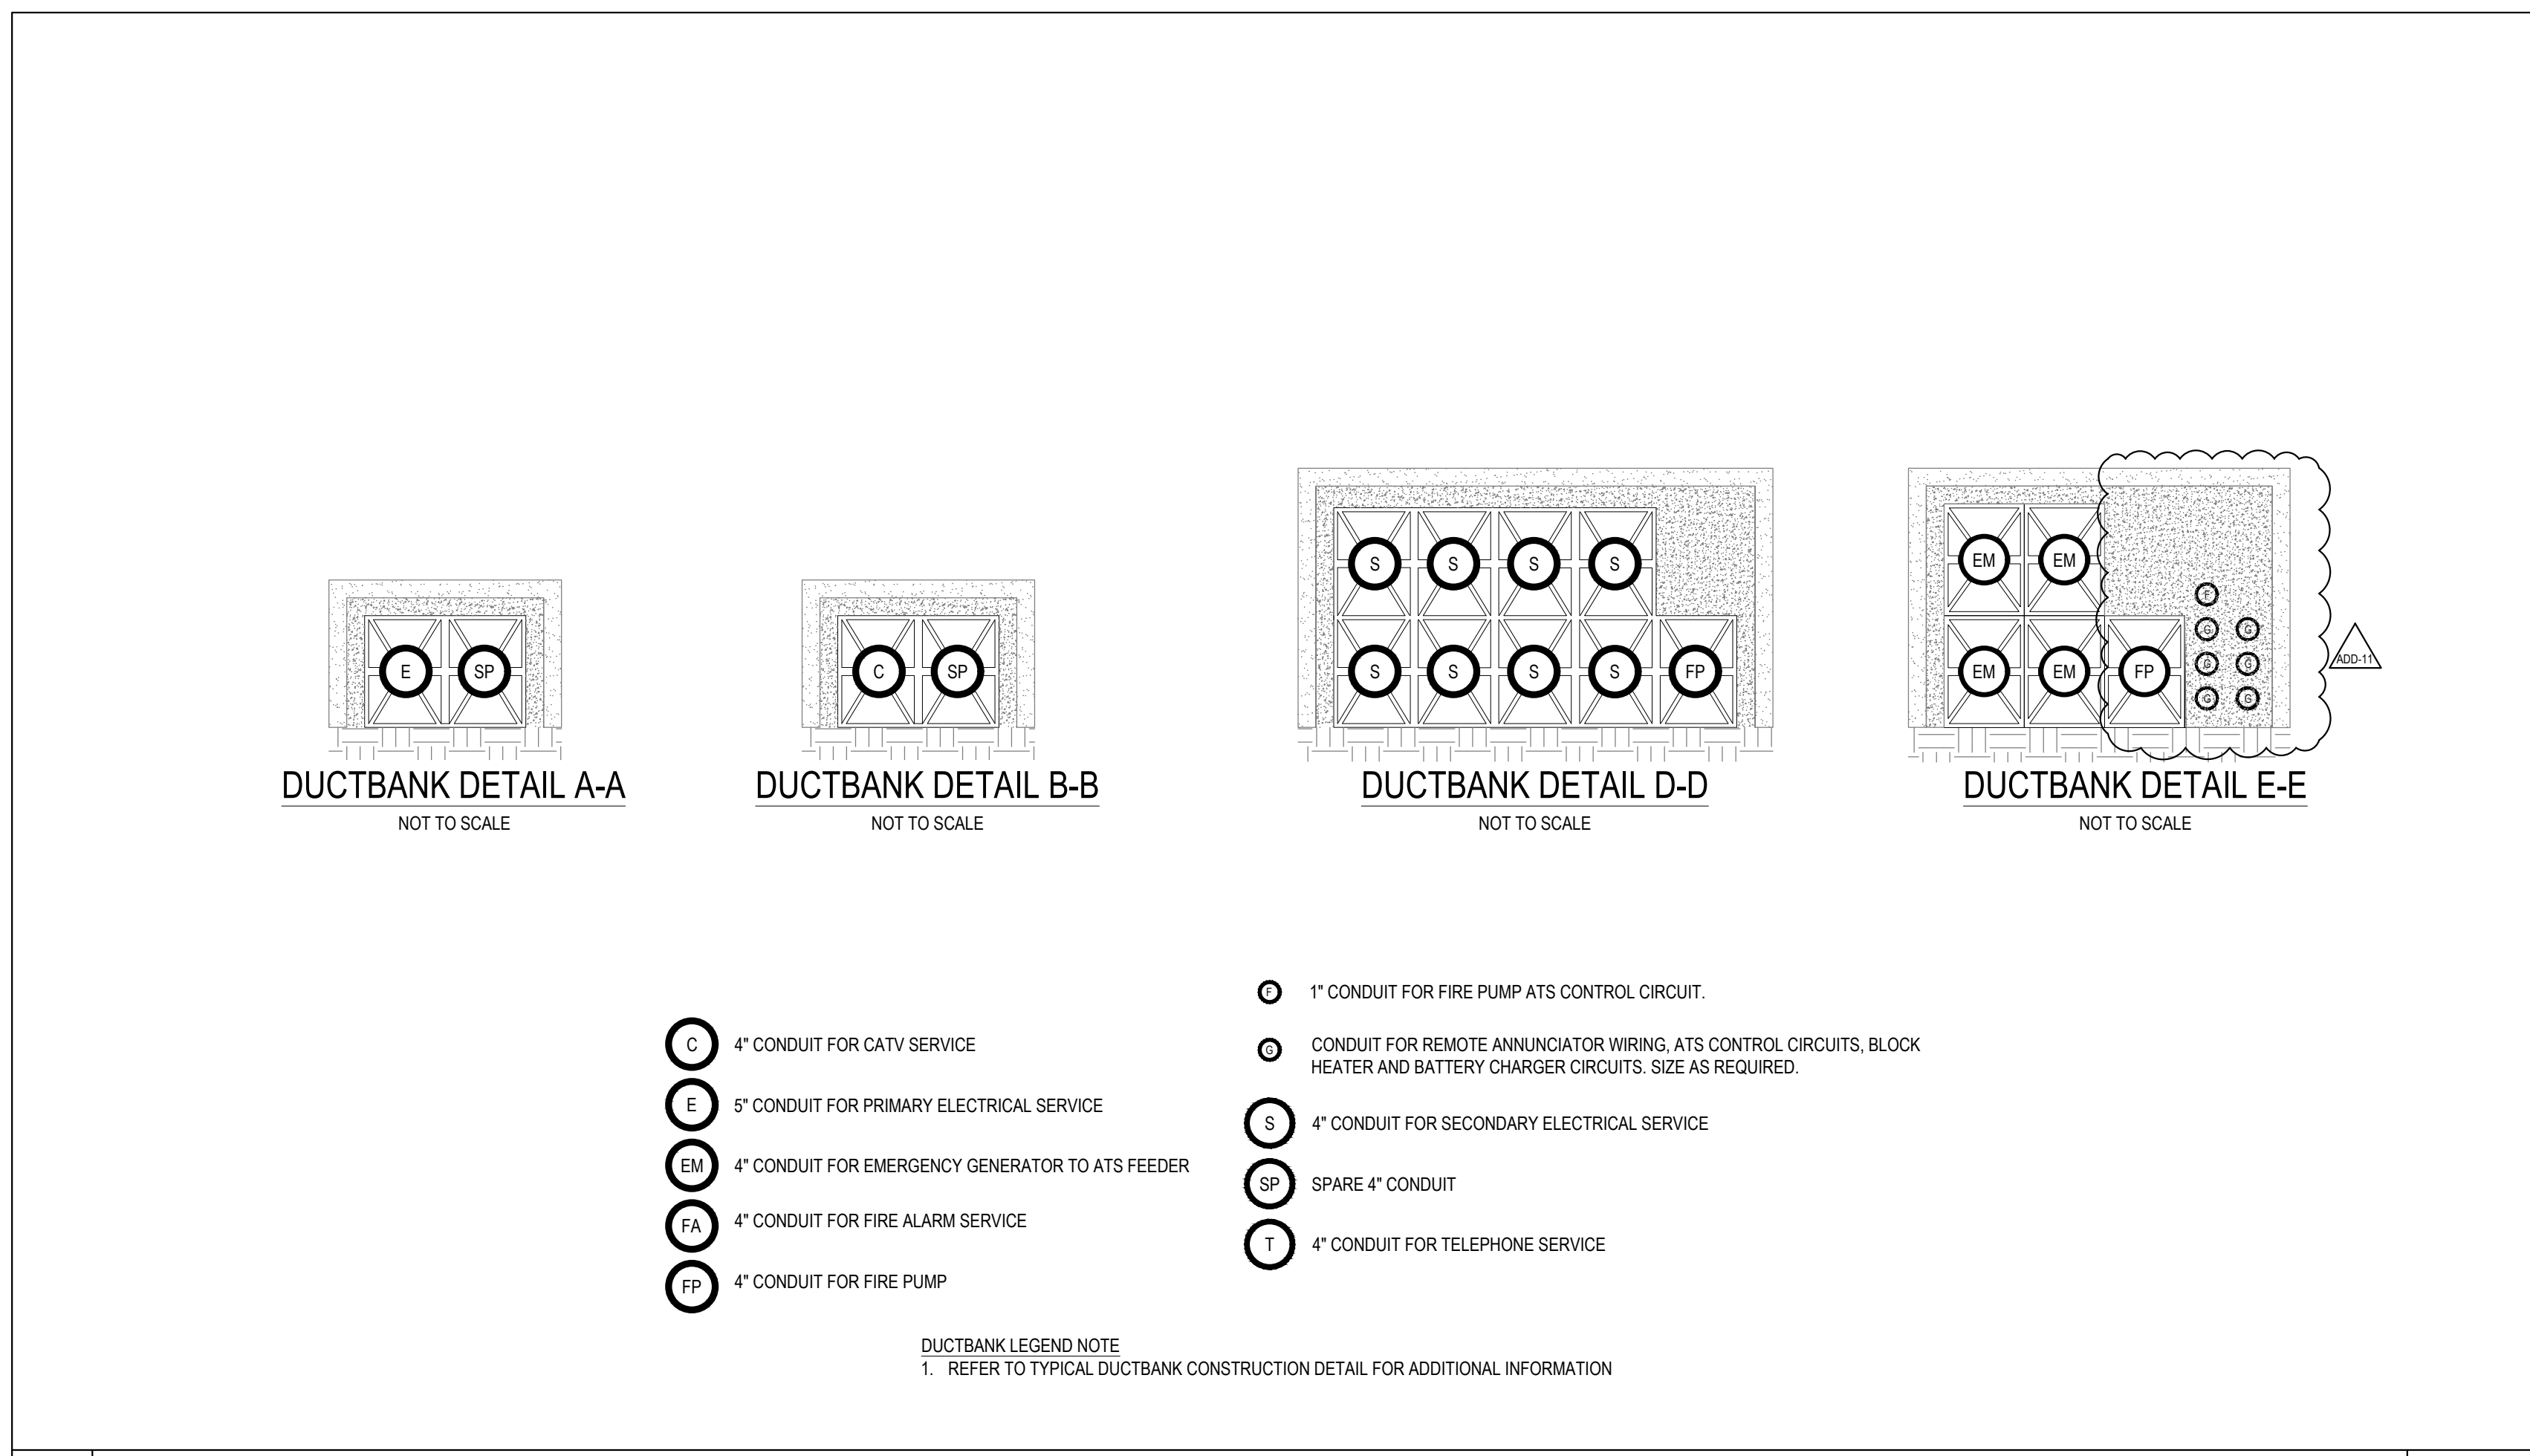 E SP
C SP
S S S S
S S S S FP
EM EM
F
G G
EM EM FP G G
G G
ADD-11
DUCTBANK DETAIL A-A
NOT TO SCALE
DUCTBANK DETAIL B-B
NOT TO SCALE
DUCTBANK DETAIL D-D
NOT TO SCALE
DUCTBANK DETAIL E-E
NOT TO SCALE
C 4" CONDUIT FOR CATV SERVICE
E 5" CONDUIT FOR PRIMARY ELECTRICAL SERVICE
EM 4" CONDUIT FOR EMERGENCY GENERATOR TO ATS FEEDER
FA 4" CONDUIT FOR FIRE ALARM SERVICE
FP 4" CONDUIT FOR FIRE PUMP
F 1" CONDUIT FOR FIRE PUMP ATS CONTROL CIRCUIT.
G CONDUIT FOR REMOTE ANNUNCIATOR WIRING, ATS CONTROL CIRCUITS, BLOCK
HEATER AND BATTERY CHARGER CIRCUITS. SIZE AS REQUIRED.
S 4" CONDUIT FOR SECONDARY ELECTRICAL SERVICE
SP SPARE 4" CONDUIT
T 4" CONDUIT FOR TELEPHONE SERVICE
DUCTBANK LEGEND NOTE
1. REFER TO TYPICAL DUCTBANK CONSTRUCTION DETAIL FOR ADDITIONAL INFORMATION